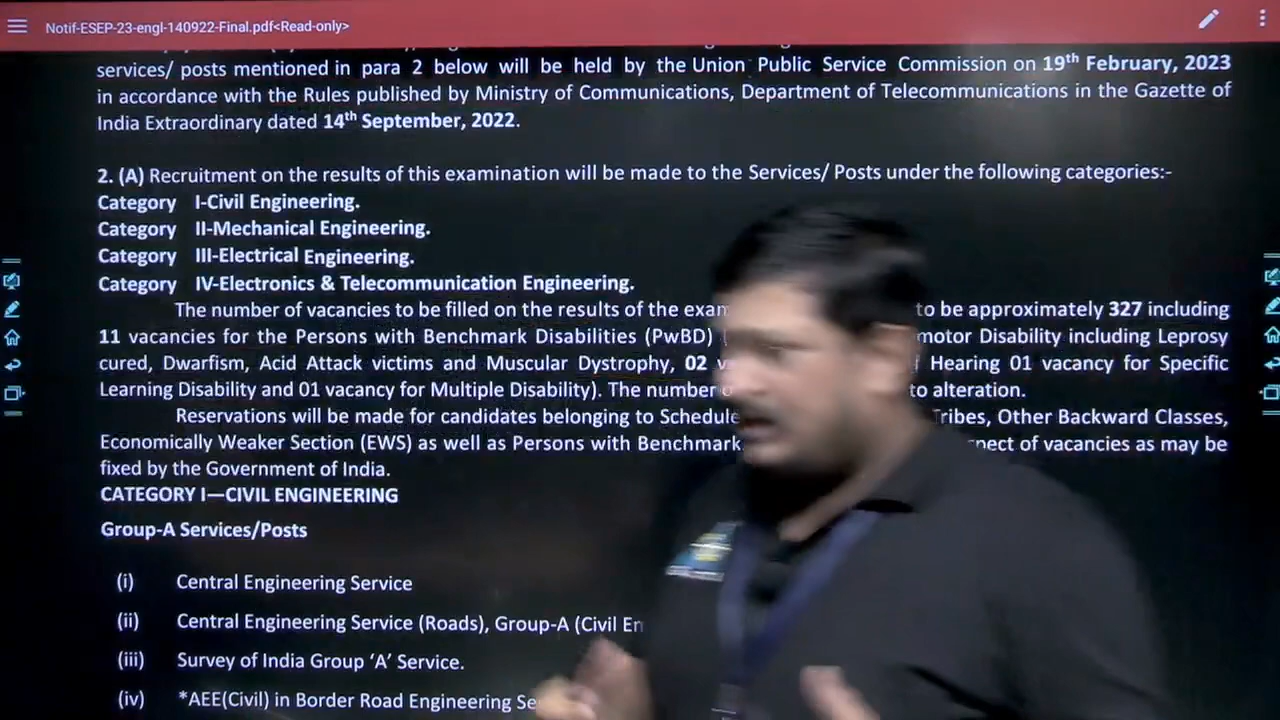 Notif-ESEP-23-engl-140922-Final.pdf<Read-only>
services/ posts mentioned in para 2 below will be held by the Union Public Service Commission on 19th February, 2023
in accordance with the Rules published by Ministry of Communications, Department of Telecommunications in the Gazette of
India Extraordinary dated 14th September, 2022.
2. (A) Recruitment on the results of this examination will be made to the Services/ Posts under the following categories:-
Category I-Civil Engineering.
Category II-Mechanical Engineering.
Category III-Electrical Engineering.
Category IV-Electronics & Telecommunication Engineering.
The number of vacancies to be filled on the results of the exam to be approximately 327 including
11 vacancies for the Persons with Benchmark Disabilities (PwBD) motor Disability including Leprosy
cured, Dwarfism, Acid Attack victims and Muscular Dystrophy, 02 v Hearing 01 vacancy for Specific
Learning Disability and 01 vacancy for Multiple Disability). The number to alteration.
Reservations will be made for candidates belonging to Schedule Tribes, Other Backward Classes,
Economically Weaker Section (EWS) as well as Persons with Benchmark spect of vacancies as may be
fixed by the Government of India.
CATEGORY I—CIVIL ENGINEERING
Group-A Services/Posts
(i) Central Engineering Service
(ii) Central Engineering Service (Roads), Group-A (Civil En
(iii) Survey of India Group ‘A’ Service.
(iv) *AEE(Civil) in Border Road Engineering Se